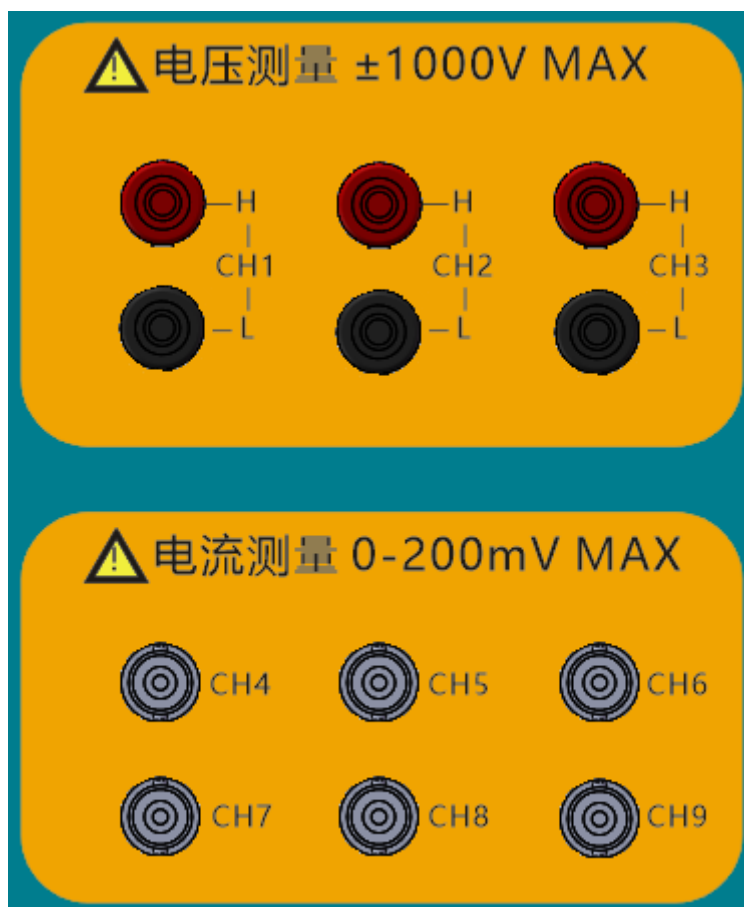 电压测量 ±1000V MAX
H H H
CH1 CH2 CH3
L L L
电流测量 0-200mV MAX
CH4 CH5 CH6
CH7 CH8 CH9